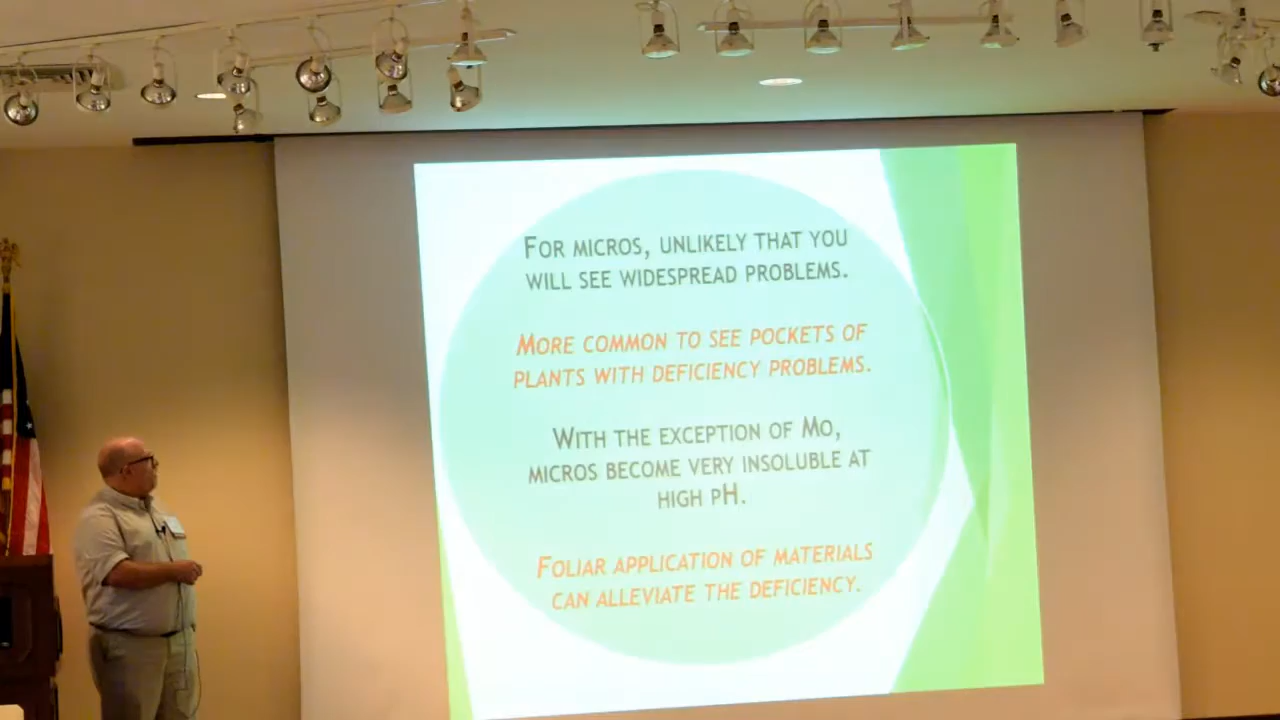 FOR MICROS, UNLIKELY THAT YOU
WILL SEE WIDESPREAD PROBLEMS.
MORE COMMON TO SEE POCKETS OF
PLANTS WITH DEFICIENCY PROBLEMS.
WITH THE EXCEPTION OF MO,
MICROS BECOME VERY INSOLUBLE AT
HIGH PH.
FOLIAR APPLICATION OF MATERIALS
CAN ALLEVIATE THE DEFICIENCY.